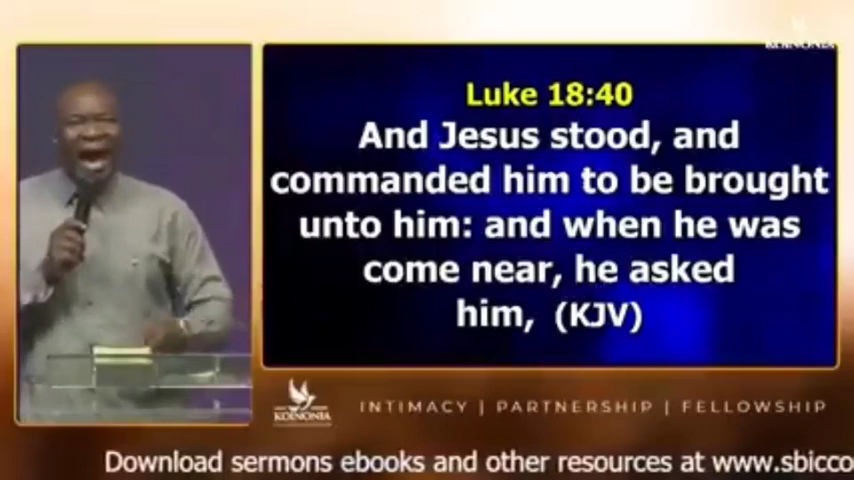 KOINONIA
Luke 18:40
And Jesus stood, and
commanded him to be brought
unto him: and when he was
come near, he asked
him, (KJV)
KOINONIA
INTIMACY | PARTNERSHIP | FELLOWSHIP
Download sermons ebooks and other resources at www.sbicco